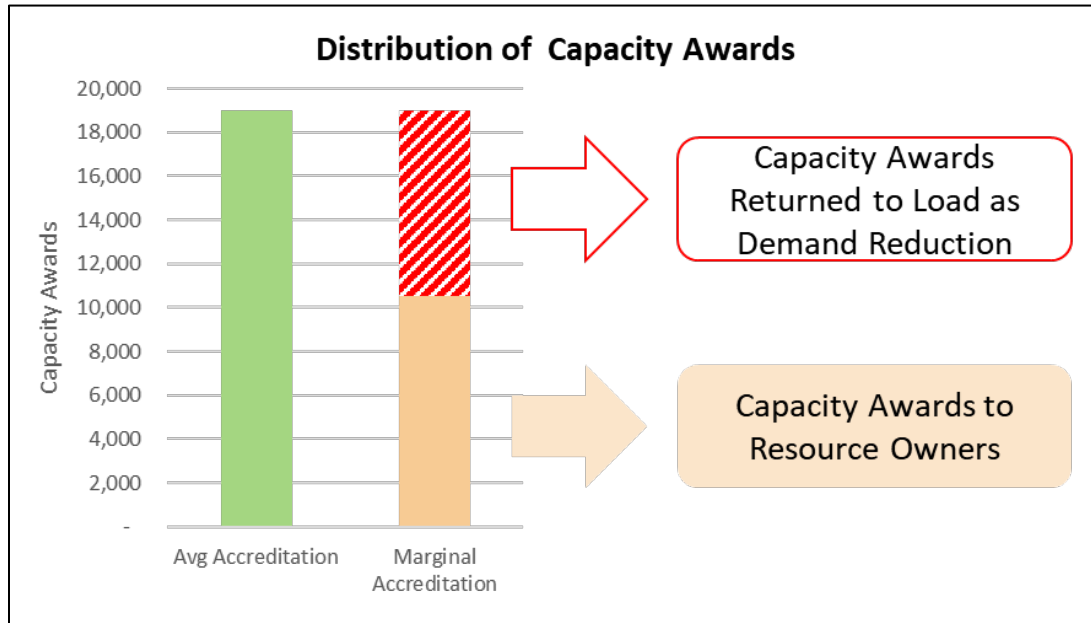 Distribution of Capacity Awards
20,000
18,000
16,000
14,000
12,000
10,000
8,000
6,000
4,000
2,000
-
Capacity Awards
Avg Accreditation
Marginal
Accreditation
Capacity Awards
Returned to Load as
Demand Reduction
Capacity Awards to
Resource Owners